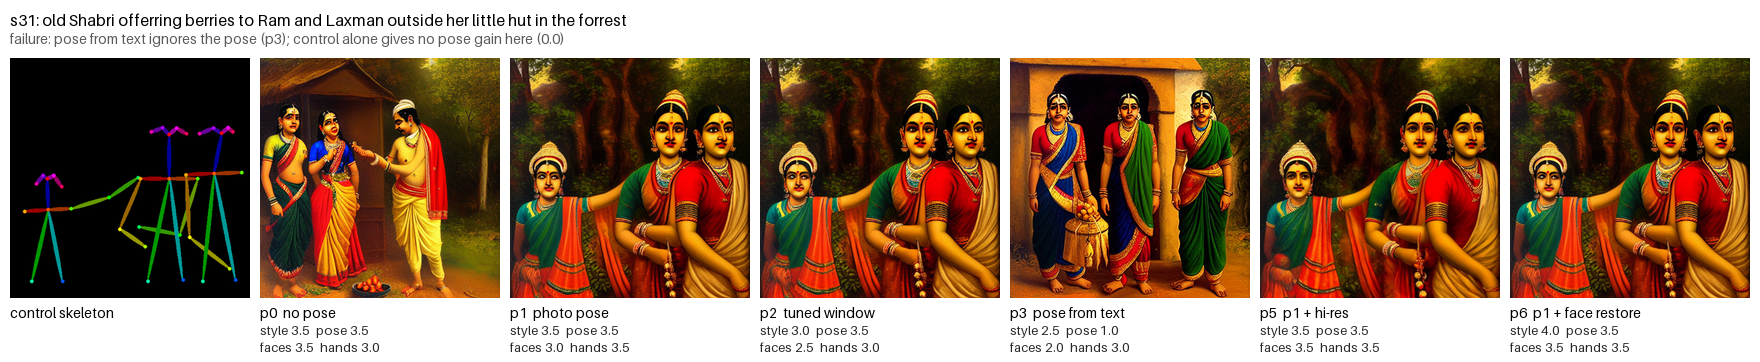 s31: old Shabri offerring berries to Ram and Laxman outside her little hut in the forrest
failure: pose from text ignores the pose (p3); control alone gives no pose gain here (0.0)
control skeleton
p0 no pose
style 3.5 pose 3.5
faces 3.5 hands 3.0
p1 photo pose
style 3.5 pose 3.5
faces 3.0 hands 3.5
p2 tuned window
style 3.0 pose 3.5
faces 2.5 hands 3.0
p3 pose from text
style 2.5 pose 1.0
faces 2.0 hands 3.0
p5 p1 + hi-res
style 3.5 pose 3.5
faces 3.5 hands 3.5
p6 p1 + face restore
style 4.0 pose 3.5
faces 3.5 hands 3.5